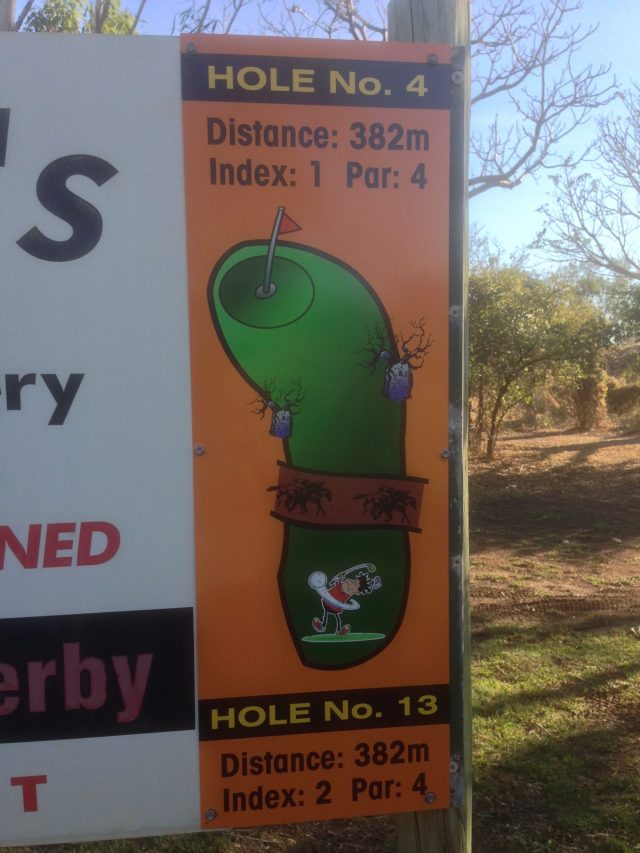 's
ry
NED
erby
T
HOLE No. 4
Distance: 382m
Index: 1 Par: 4
HOLE No. 13
Distance: 382m
Index: 2 Par: 4